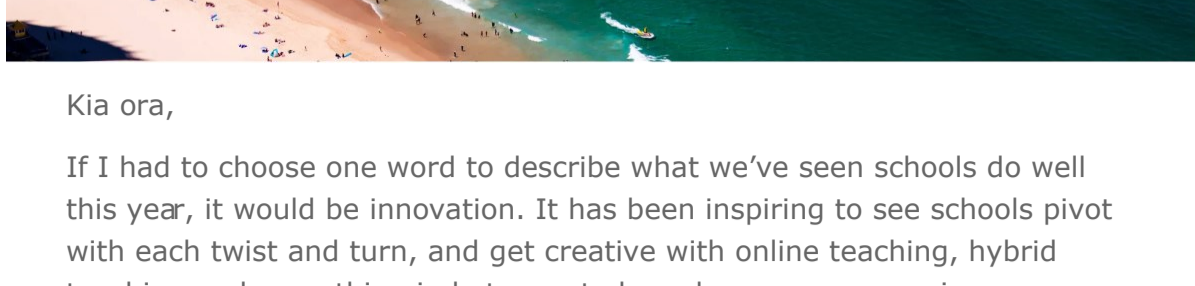 Kia ora,
If I had to choose one word to describe what we’ve seen schools do well
this year, it would be innovation. It has been inspiring to see schools pivot
with each twist and turn, and get creative with online teaching, hybrid